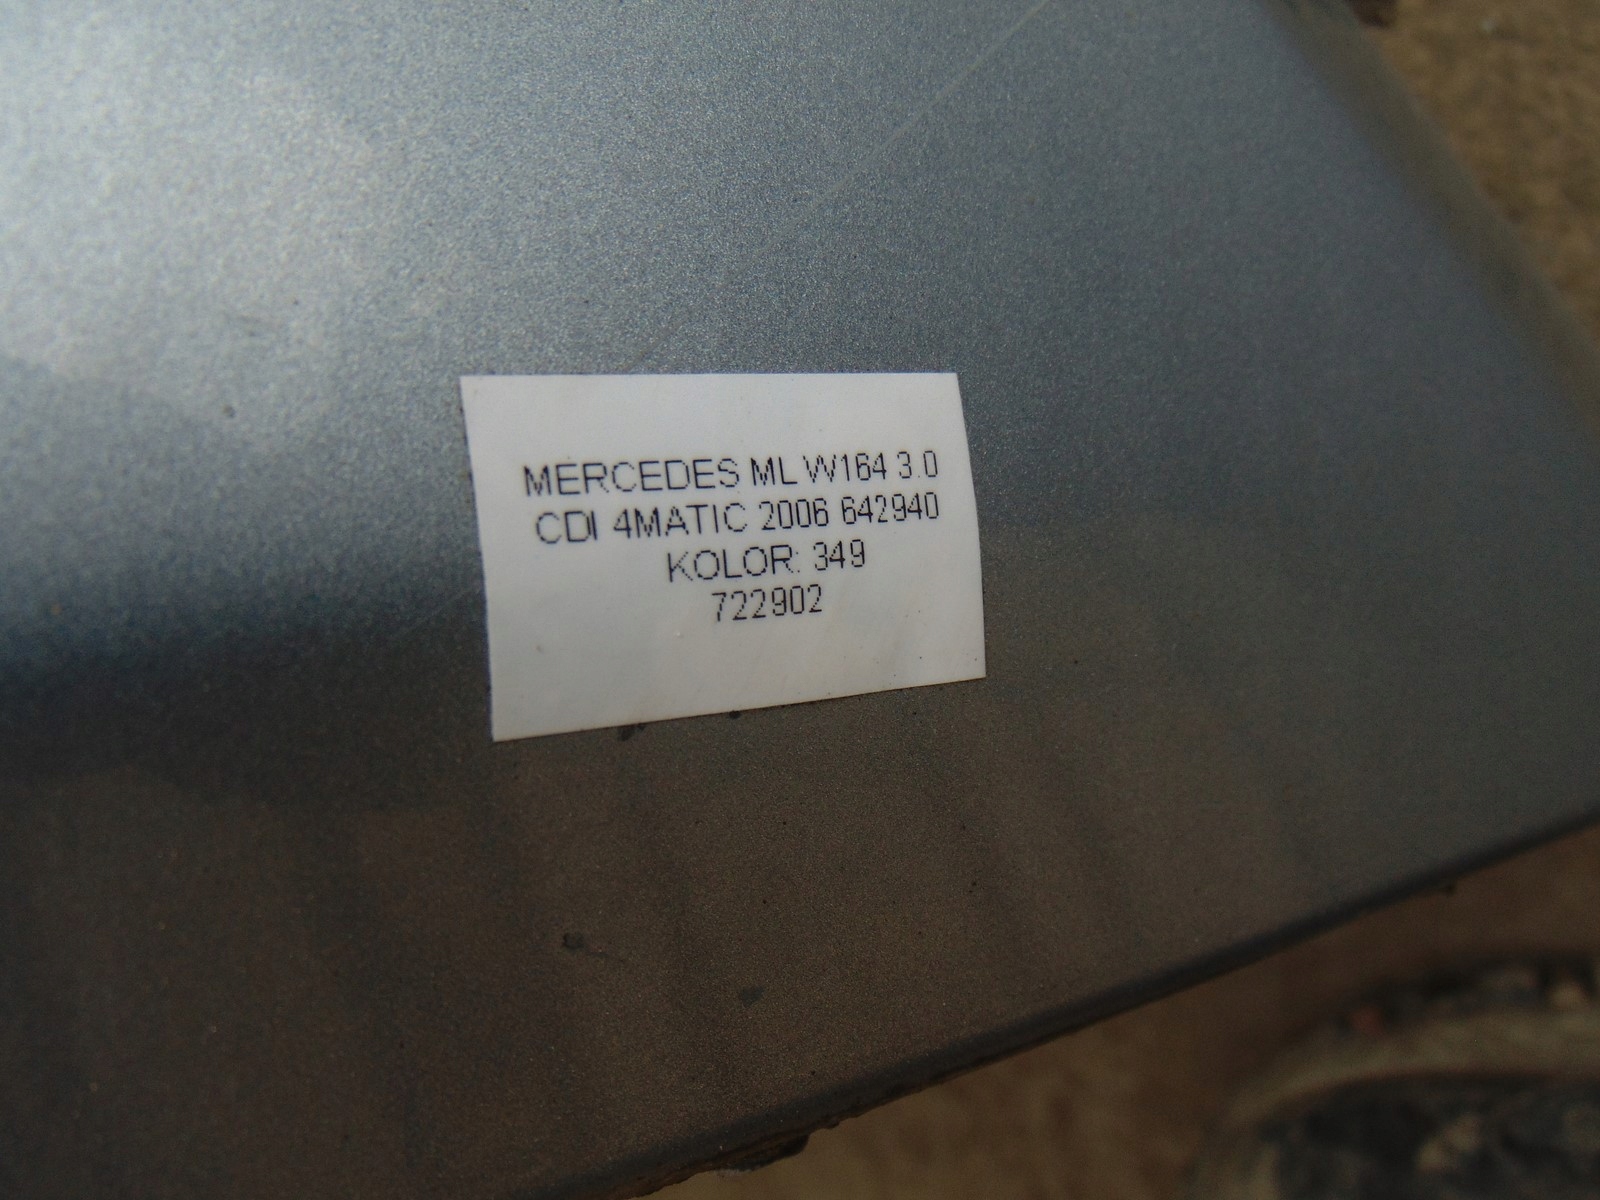 MERCEDES ML W164 3.0
CDI 4MATIC 2006 642940
KOLOR: 349
722902